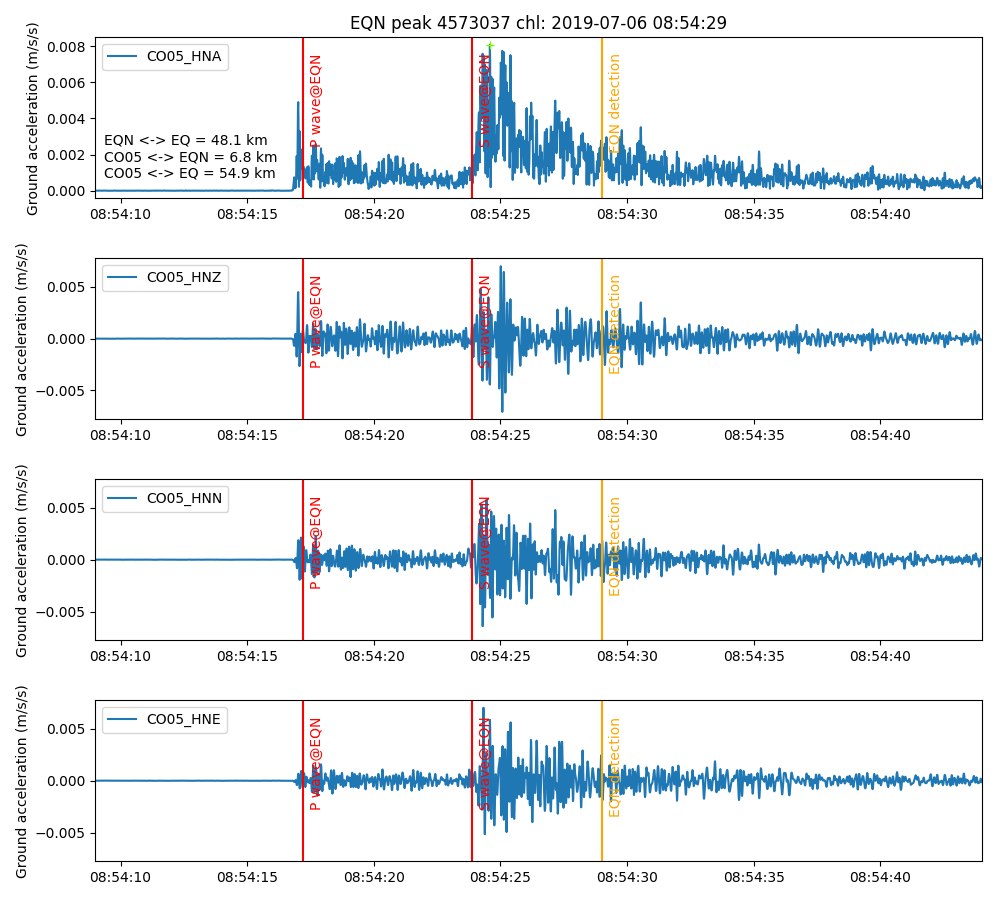 EQN peak 4573037 chl: 2019-07-06 08:54:29
Ground acceleration (m/s/s)
0.008
0.006
0.004
0.002
0.000
CO05_HNA
EQN <-> EQ = 48.1 km
CO05 <-> EQN = 6.8 km
CO05 <-> EQ = 54.9 km
P wave@EQN
S wave@EQN
EQN detection
08:54:10 08:54:15 08:54:20 08:54:25 08:54:30 08:54:35 08:54:40
Ground acceleration (m/s/s)
0.005
0.000
−0.005
CO05_HNZ
P wave@EQN
S wave@EQN
EQN detection
08:54:10 08:54:15 08:54:20 08:54:25 08:54:30 08:54:35 08:54:40
Ground acceleration (m/s/s)
0.005
0.000
−0.005
CO05_HNN
P wave@EQN
S wave@EQN
EQN detection
08:54:10 08:54:15 08:54:20 08:54:25 08:54:30 08:54:35 08:54:40
Ground acceleration (m/s/s)
0.005
0.000
−0.005
CO05_HNE
P wave@EQN
S wave@EQN
EQN detection
08:54:10 08:54:15 08:54:20 08:54:25 08:54:30 08:54:35 08:54:40